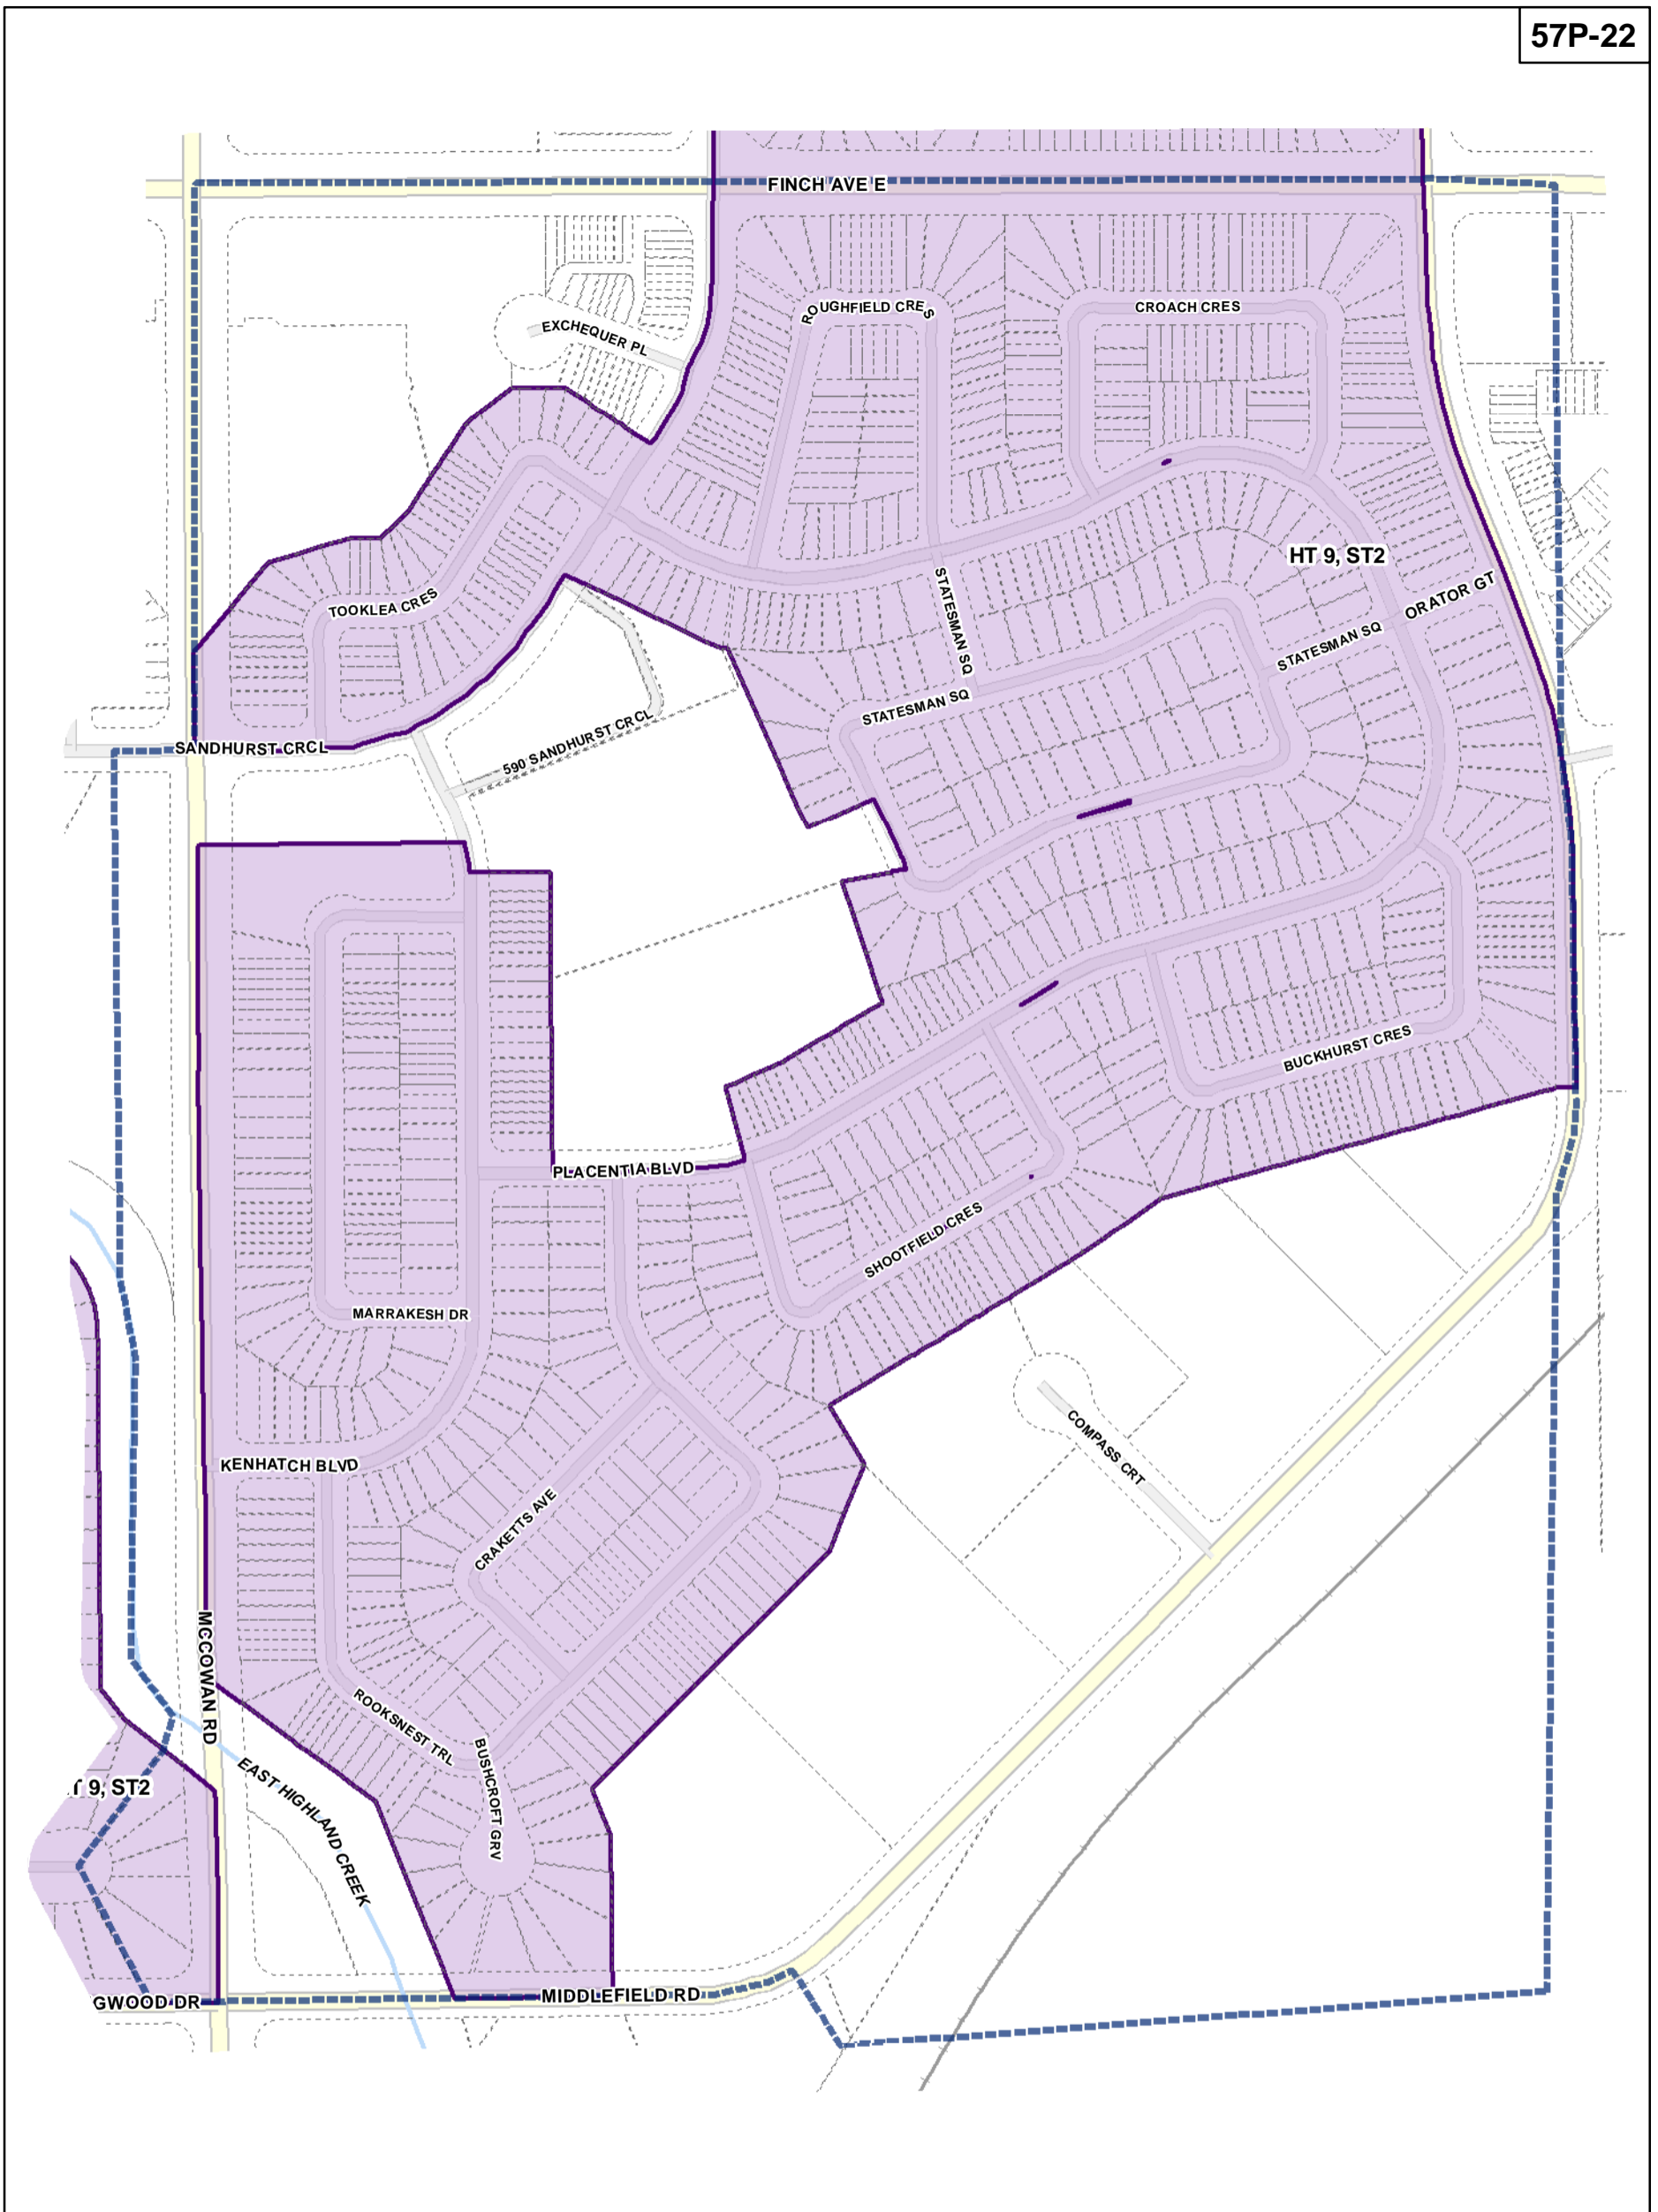 57P-22
FINCH AVE E
ROUGHFIELD CRES
CROACH CRES
EXCHEQUER PL
HT 9, ST2
STATESMAN SQ
ORATOR GT
TOOKLEA CRES
STATESMAN SQ
STATESMAN SQ
590 SANDHURST CRCL
SANDHURST CRCL
BUCKHURST CRES
PLACENTIA BLVD
SHOOTFIELD CRES
MARRAKESH DR
COMPASS CRT
KENHATCH BLVD
CRAKETTS AVE
MCCOWAN RD
ROOKSNEST TRL
BUSHCROFT GRV
EAST HIGHLAND CREEK
T 9, ST2
MIDDLEFIELD RD
GWOOD DR